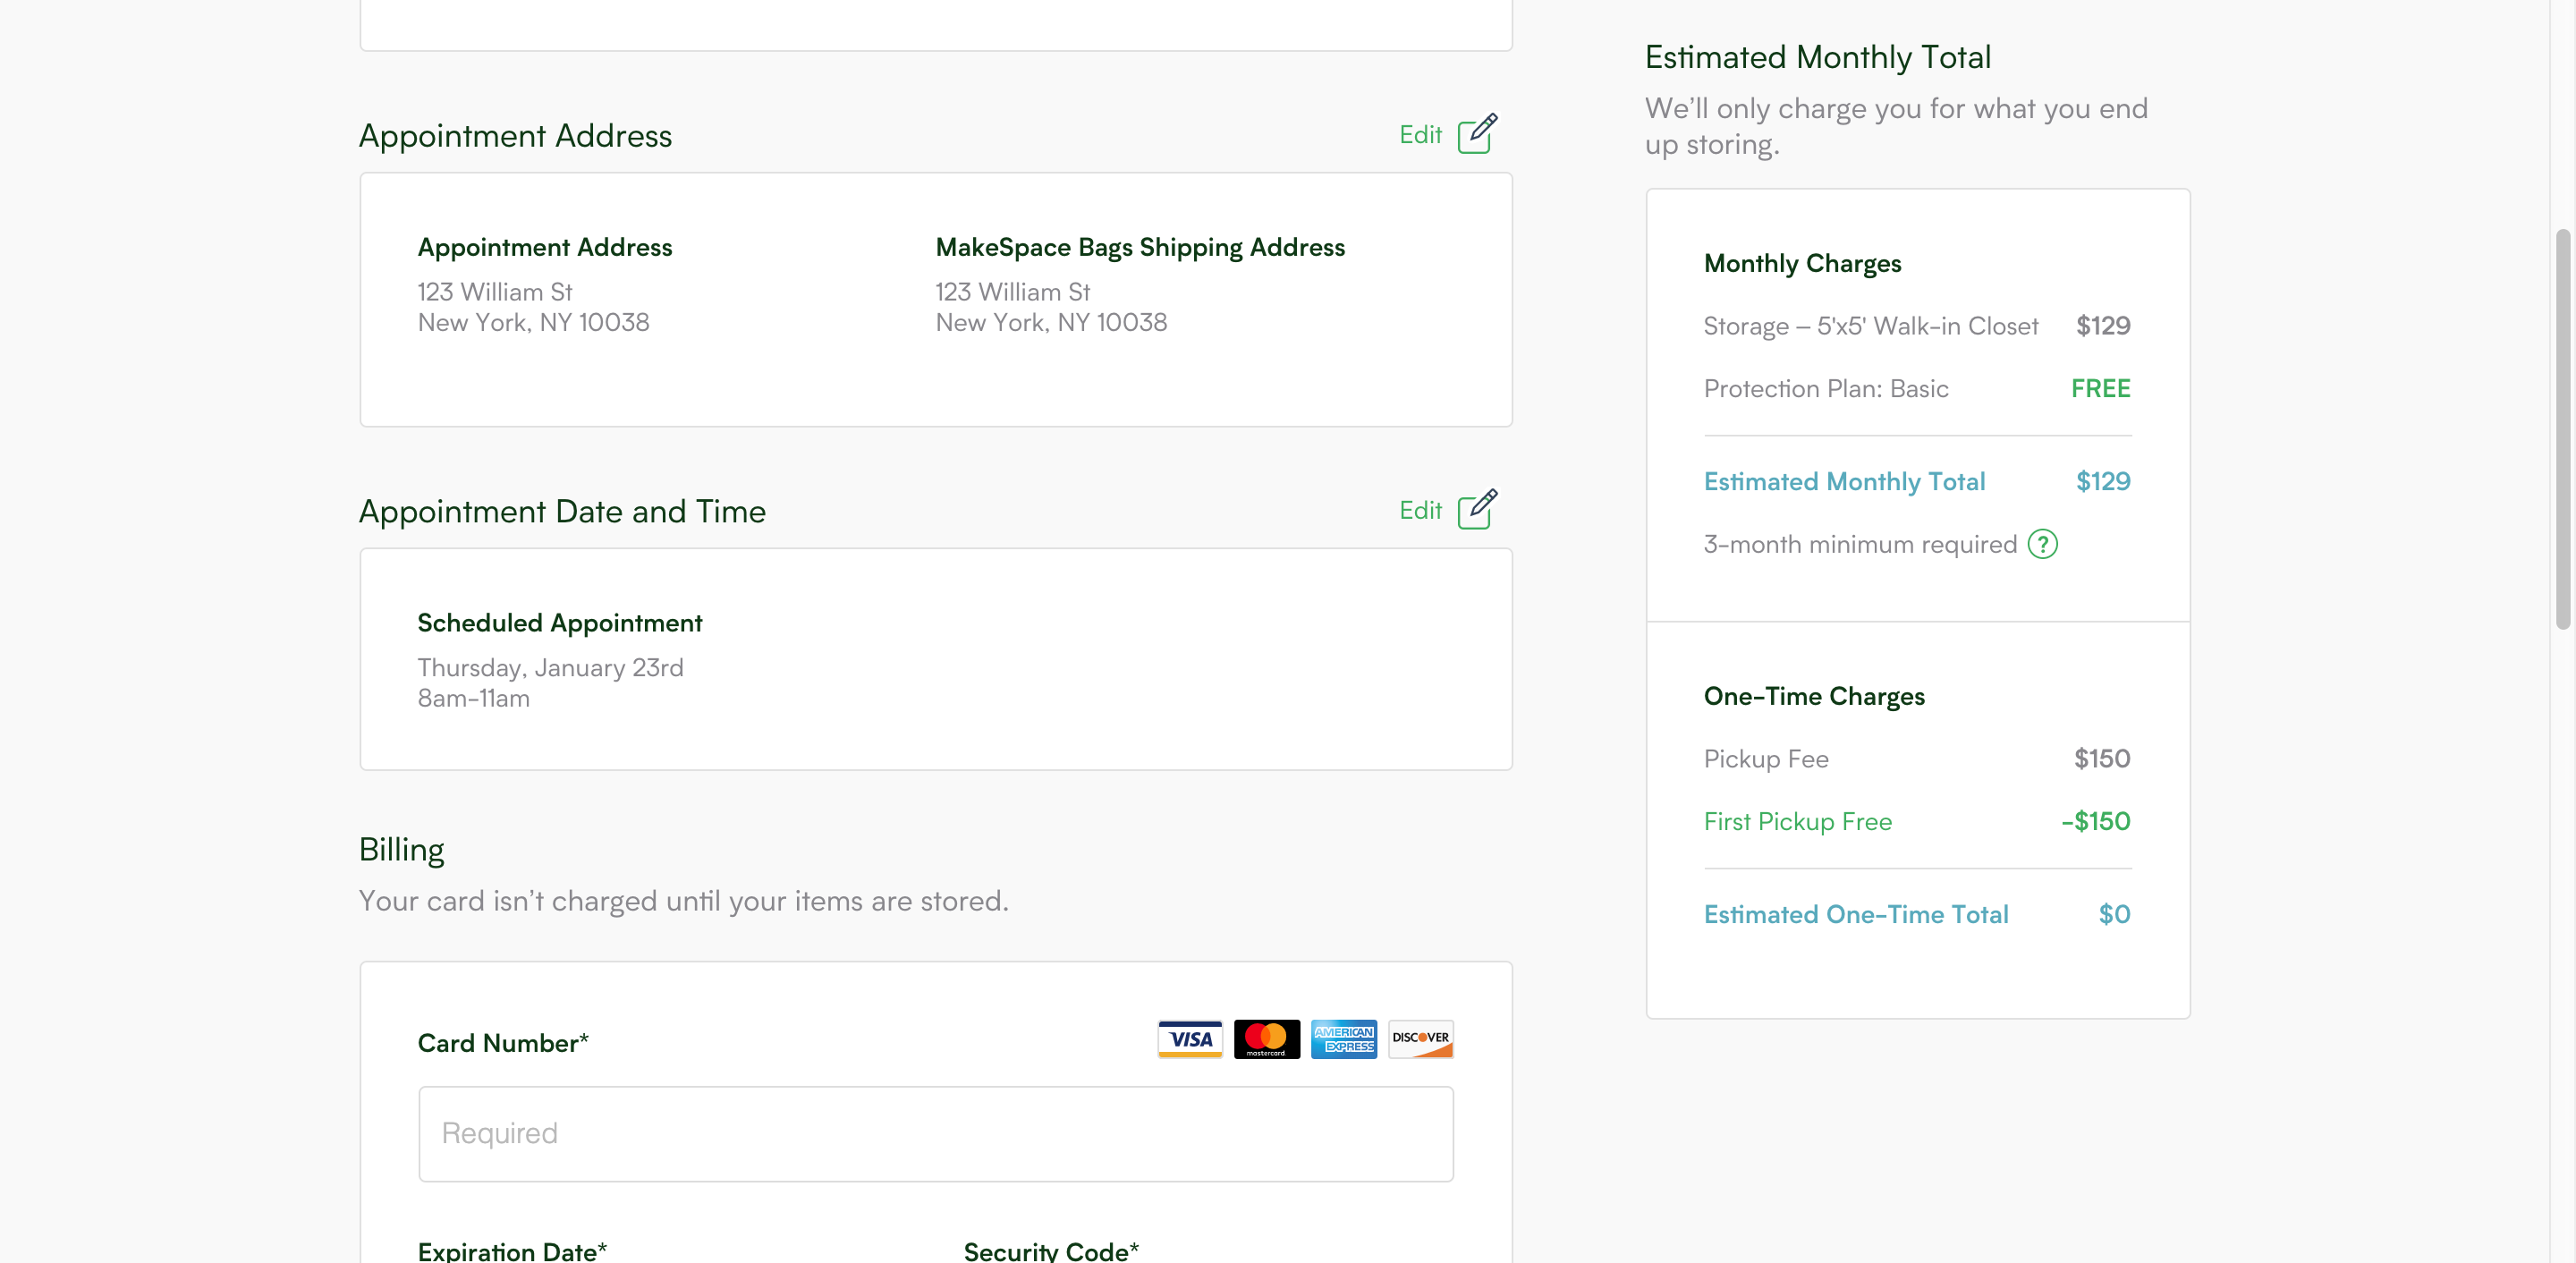 Appointment Address
Edit
Appointment Address
123 William St
New York, NY 10038
MakeSpace Bags Shipping Address
123 William St
New York, NY 10038
Appointment Date and Time
Edit
Scheduled Appointment
Thursday, January 23rd
8am-11am
Billing
Your card isn’t charged until your items are stored.
Card Number*
VISA
mastercard
AMERICAN EXPRESS
DISCOVER
Required
Expiration Date*
Security Code*
Estimated Monthly Total
We’ll only charge you for what you end
up storing.
Monthly Charges
Storage – 5'x5' Walk-in Closet $129
Protection Plan: Basic FREE
Estimated Monthly Total $129
3-month minimum required ?
One-Time Charges
Pickup Fee $150
First Pickup Free -$150
Estimated One-Time Total $0